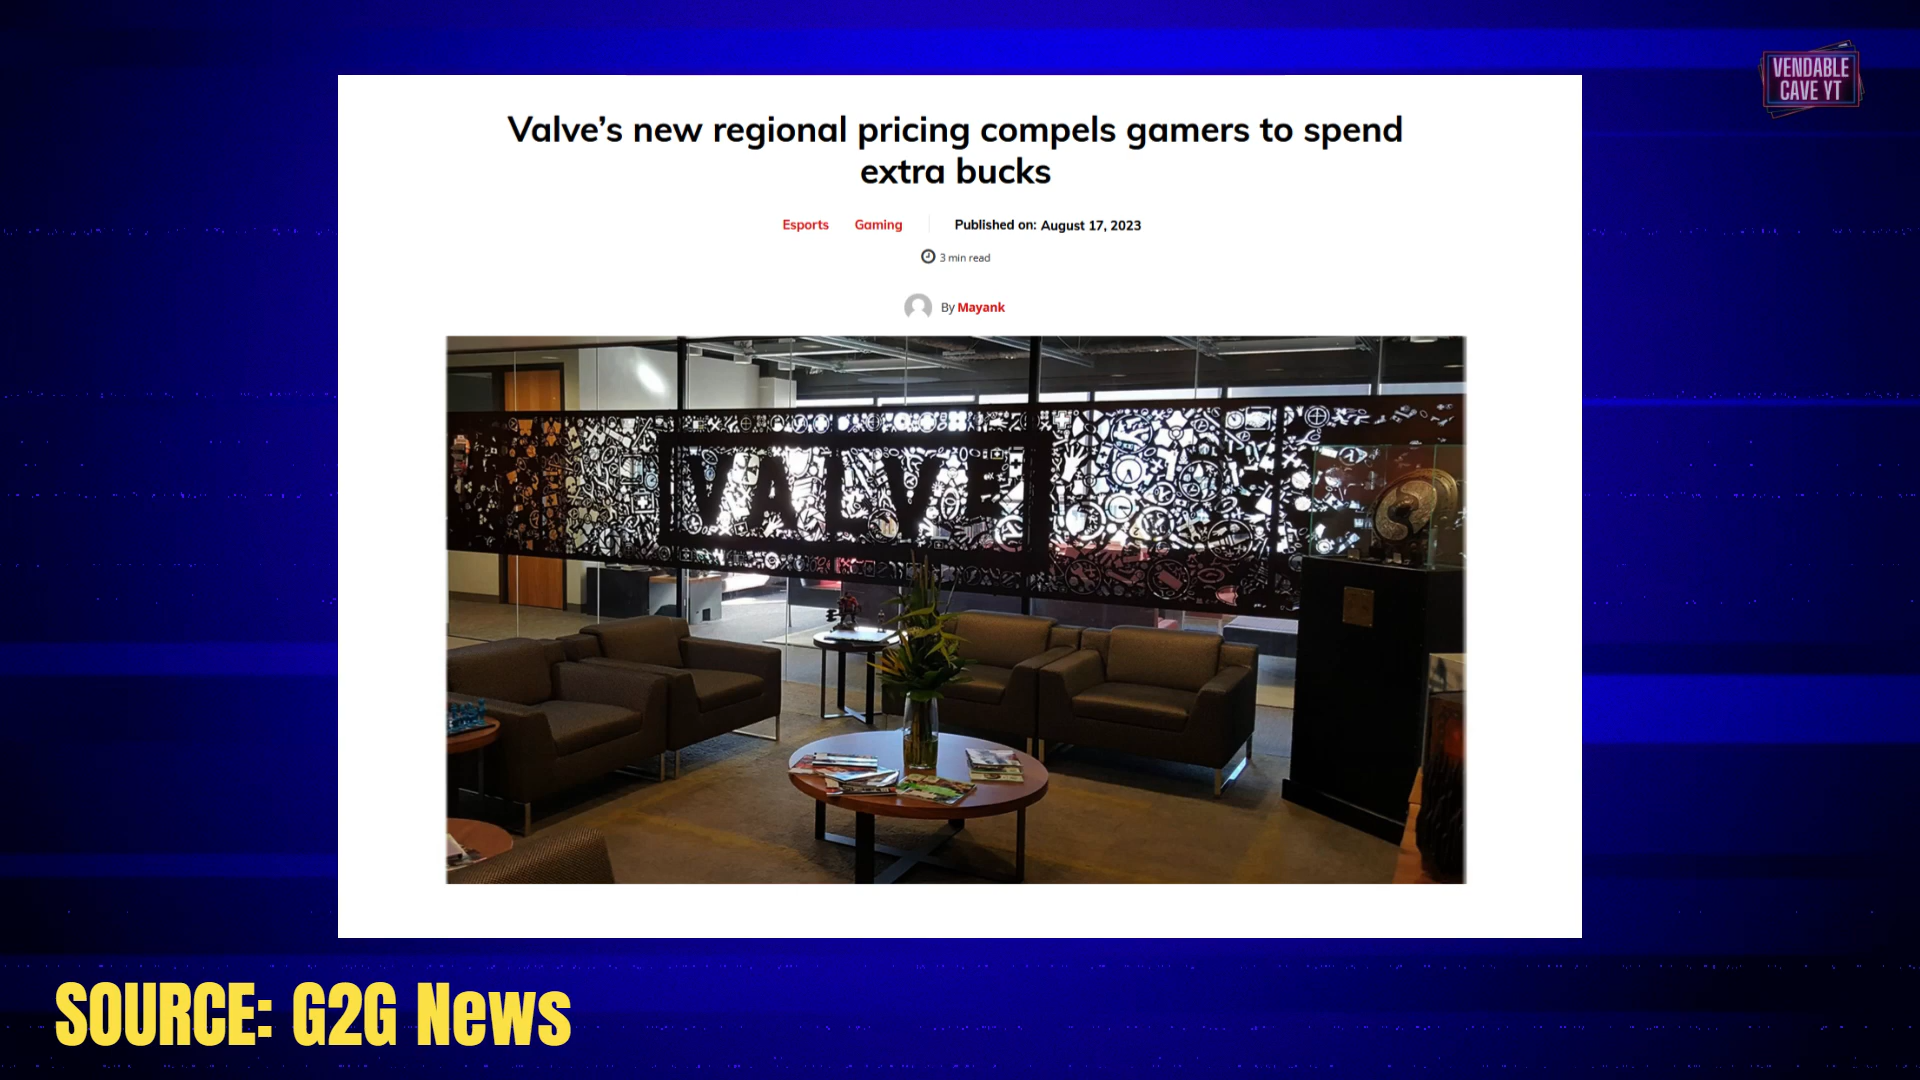 VENDABLE
CAVE YT
Valve’s new regional pricing compels gamers to spend
extra bucks
Esports Gaming Published on: August 17, 2023
3 min read
By Mayank
VALVE
SOURCE: G2G News